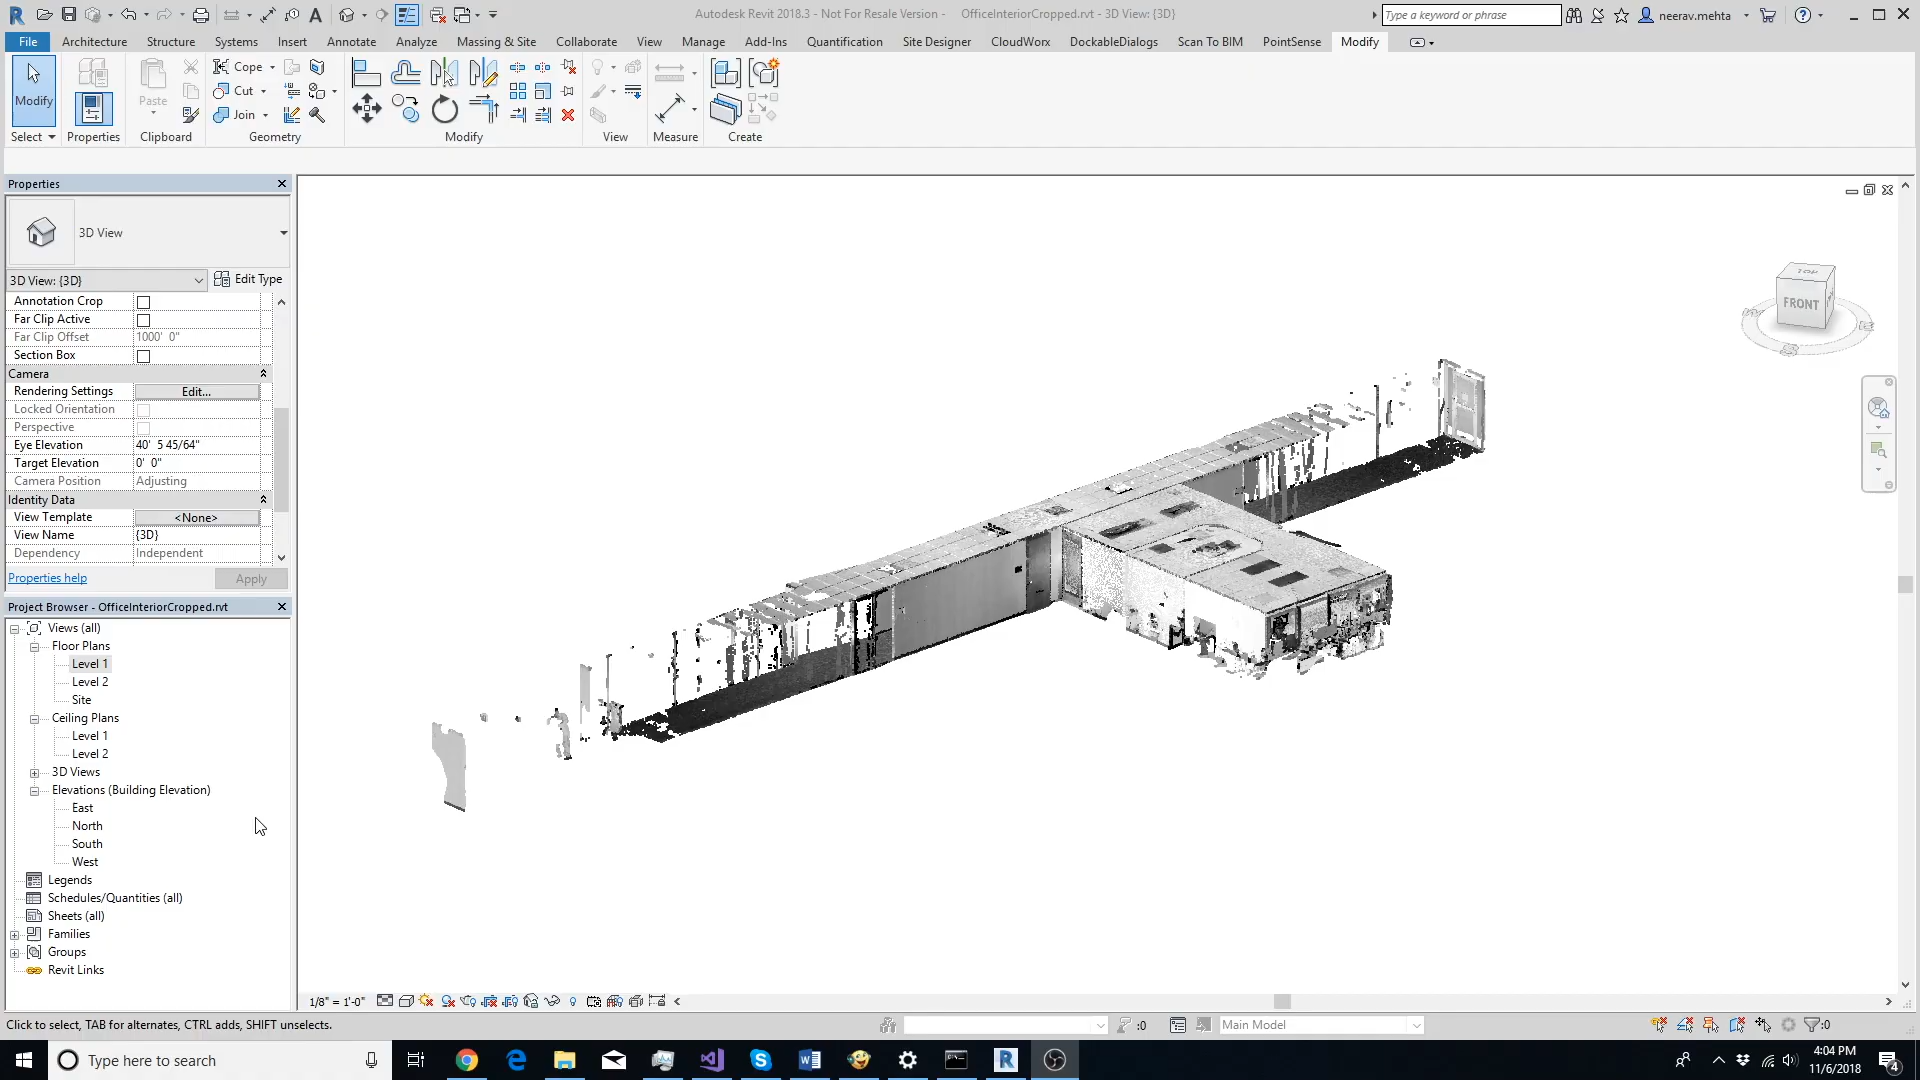 Autodesk Revit 2018.3 - Not For Resale Version -    OfficeInteriorCropped.rvt - 3D View: {3D}
Type a keyword or phrase
neerav.mehta
File Architecture Structure Systems Insert Annotate Analyze Massing & Site Collaborate View Manage Add-Ins Quantification Site Designer CloudWorx DockableDialogs Scan To BIM PointSense Modify
Modify
Paste
Cope
Cut
Join
Select Properties Clipboard Geometry Modify View Measure Create
Properties
3D View
3D View: {3D}
Edit Type
Annotation Crop
Far Clip Active
Far Clip Offset 1000' 0"
Section Box
Camera
Rendering Settings Edit...
Locked Orientation
Perspective
Eye Elevation 40' 5 45/64"
Target Elevation 0' 0"
Camera Position Adjusting
Identity Data
View Template <None>
View Name {3D}
Dependency Independent
Properties help
Apply
Project Browser - OfficeInteriorCropped.rvt
Views (all)
Floor Plans
Level 1
Level 2
Site
Ceiling Plans
Level 1
Level 2
3D Views
Elevations (Building Elevation)
East
North
South
West
Legends
Schedules/Quantities (all)
Sheets (all)
Families
Groups
Revit Links
TOP
FRONT
1/8" = 1'-0"
Click to select, TAB for alternates, CTRL adds, SHIFT unselects.
:0
Main Model
:0
Type here to search
4:04 PM
11/6/2018
4